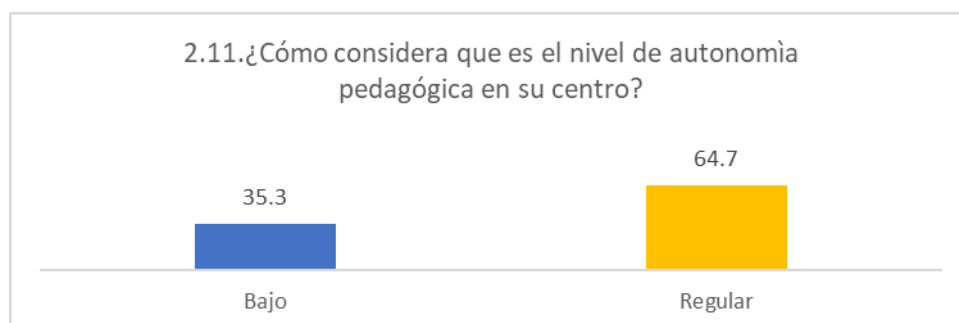 2.11.¿Cómo considera que es el nivel de autonomìa
pedagógica en su centro?
64.7
35.3
Bajo
Regular